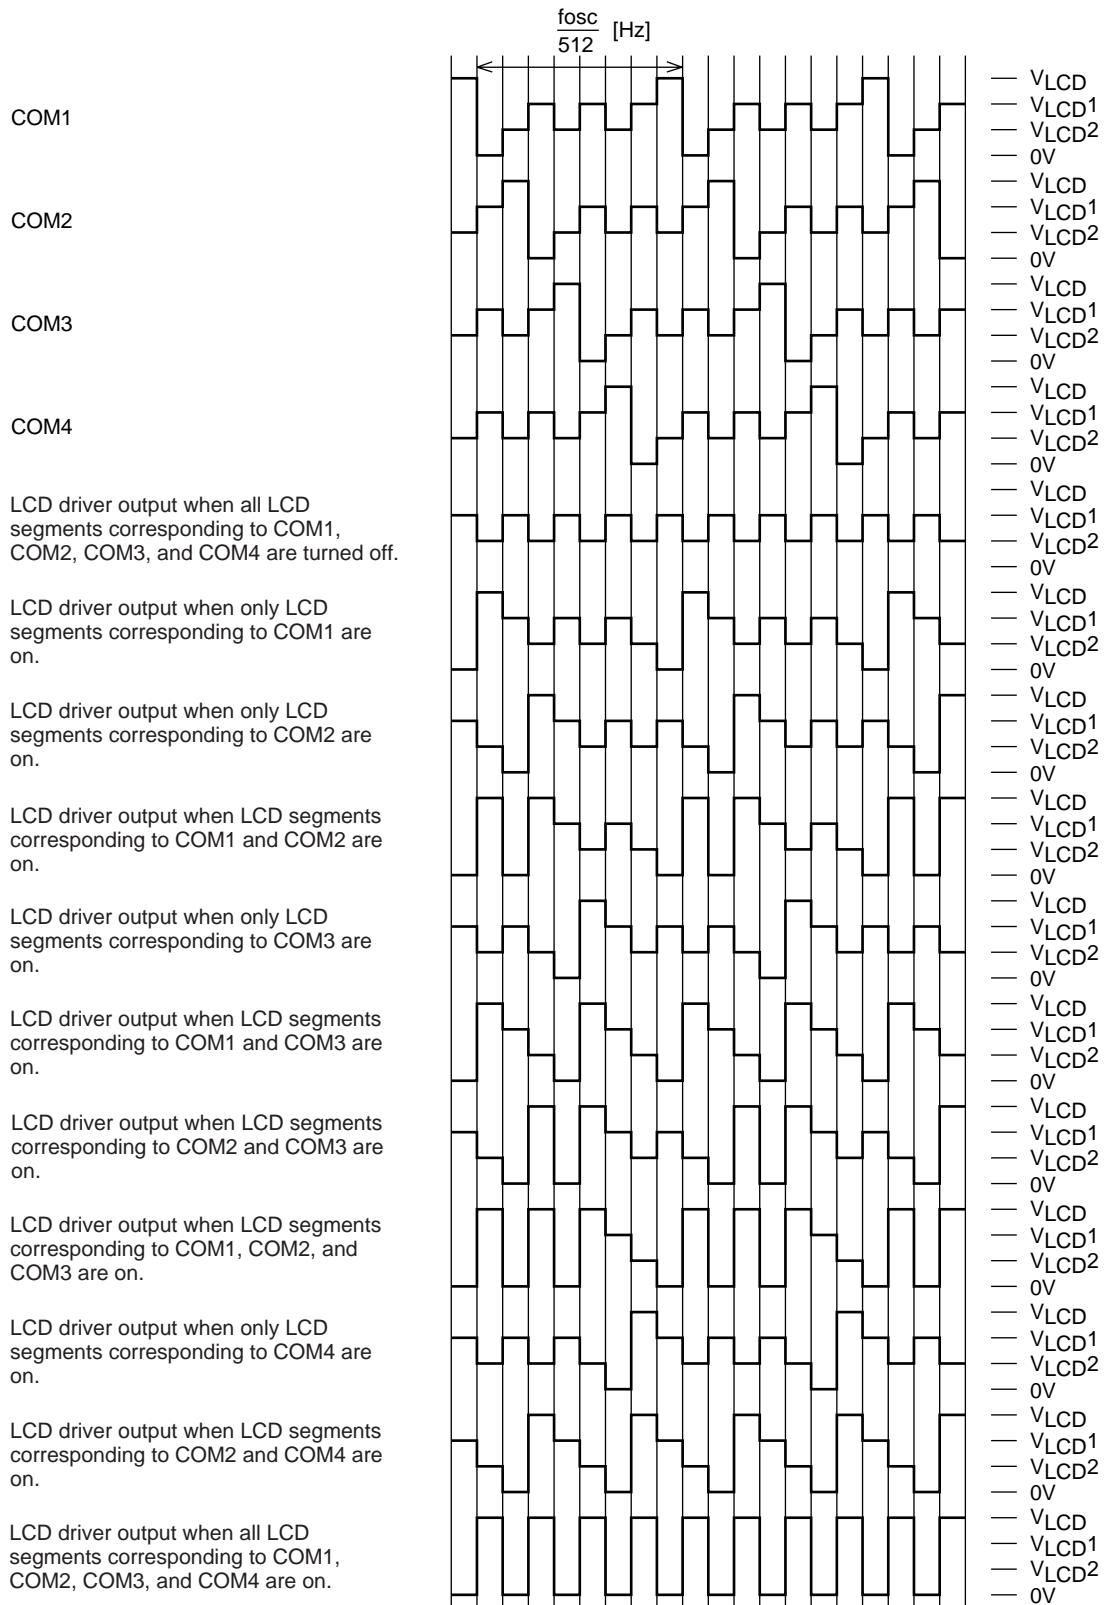 fosc
512
[Hz]
COM1
VLCD
VLCD1
VLCD2
0V
COM2
VLCD
VLCD1
VLCD2
0V
COM3
VLCD
VLCD1
VLCD2
0V
COM4
VLCD
VLCD1
VLCD2
0V
LCD driver output when all LCD
segments corresponding to COM1,
COM2, COM3, and COM4 are turned off.
VLCD
VLCD1
VLCD2
0V
LCD driver output when only LCD
segments corresponding to COM1 are
on.
VLCD
VLCD1
VLCD2
0V
LCD driver output when only LCD
segments corresponding to COM2 are
on.
VLCD
VLCD1
VLCD2
0V
LCD driver output when LCD segments
corresponding to COM1 and COM2 are
on.
VLCD
VLCD1
VLCD2
0V
LCD driver output when only LCD
segments corresponding to COM3 are
on.
VLCD
VLCD1
VLCD2
0V
LCD driver output when LCD segments
corresponding to COM1 and COM3 are
on.
VLCD
VLCD1
VLCD2
0V
LCD driver output when LCD segments
corresponding to COM2 and COM3 are
on.
VLCD
VLCD1
VLCD2
0V
LCD driver output when LCD segments
corresponding to COM1, COM2, and
COM3 are on.
VLCD
VLCD1
VLCD2
0V
LCD driver output when only LCD
segments corresponding to COM4 are
on.
VLCD
VLCD1
VLCD2
0V
LCD driver output when LCD segments
corresponding to COM2 and COM4 are
on.
VLCD
VLCD1
VLCD2
0V
LCD driver output when all LCD
segments corresponding to COM1,
COM2, COM3, and COM4 are on.
VLCD
VLCD1
VLCD2
0V